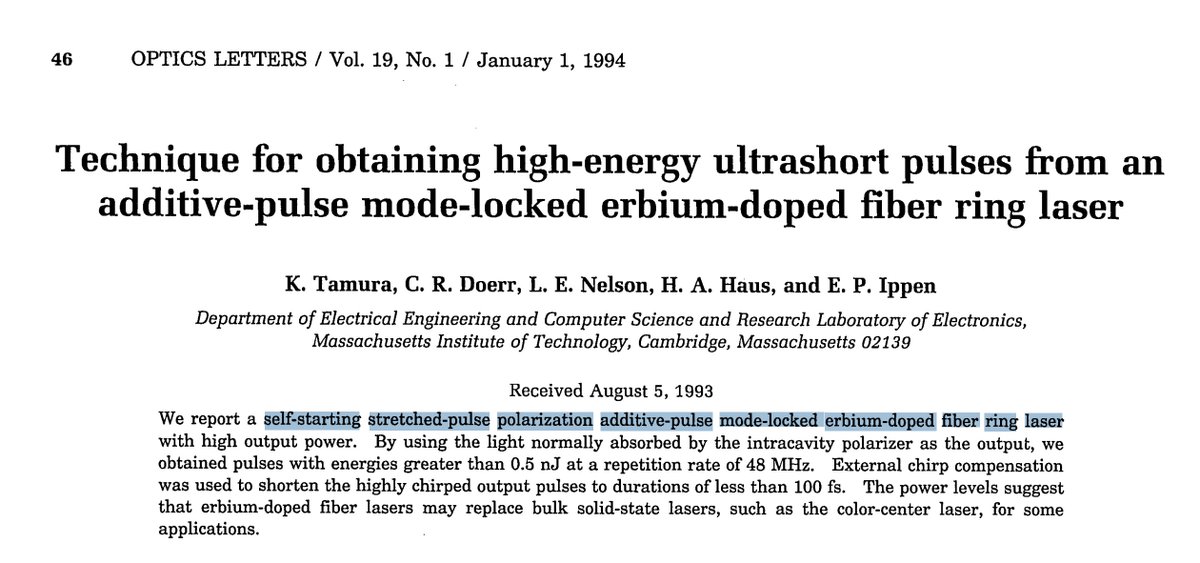 46 OPTICS LETTERS / Vol. 19, No. 1 / January 1, 1994
Technique for obtaining high-energy ultrashort pulses from an
additive-pulse mode-locked erbium-doped fiber ring laser
K. Tamura, C. R. Doerr, L. E. Nelson, H. A. Haus, and E. P. Ippen
Department of Electrical Engineering and Computer Science and Research Laboratory of Electronics,
Massachusetts Institute of Technology, Cambridge, Massachusetts 02139
Received August 5, 1993
We report a self-starting stretched-pulse polarization additive-pulse mode-locked erbium-doped fiber ring laser
with high output power. By using the light normally absorbed by the intracavity polarizer as the output, we
obtained pulses with energies greater than 0.5 nJ at a repetition rate of 48 MHz. External chirp compensation
was used to shorten the highly chirped output pulses to durations of less than 100 fs. The power levels suggest
that erbium-doped fiber lasers may replace bulk solid-state lasers, such as the color-center laser, for some
applications.